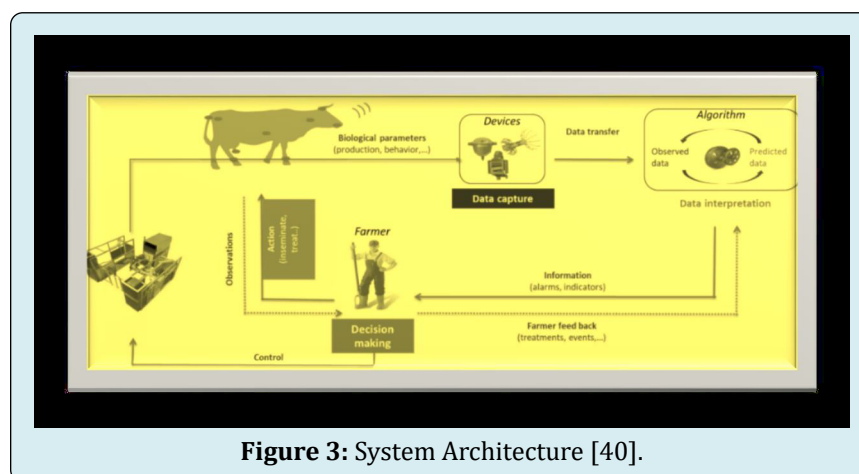 Devices
Algorithm
Biological parameters
(production, behavior,...)
Data transfer
Observed
data
Predicted
data
Data capture
Data interpretation
Observations
Action
(inseminate,
treat..)
Farmer
Information
(alarms, indicators)
Decision
making
Farmer feed back
(treatments, events,...)
Control
Figure 3: System Architecture [40].